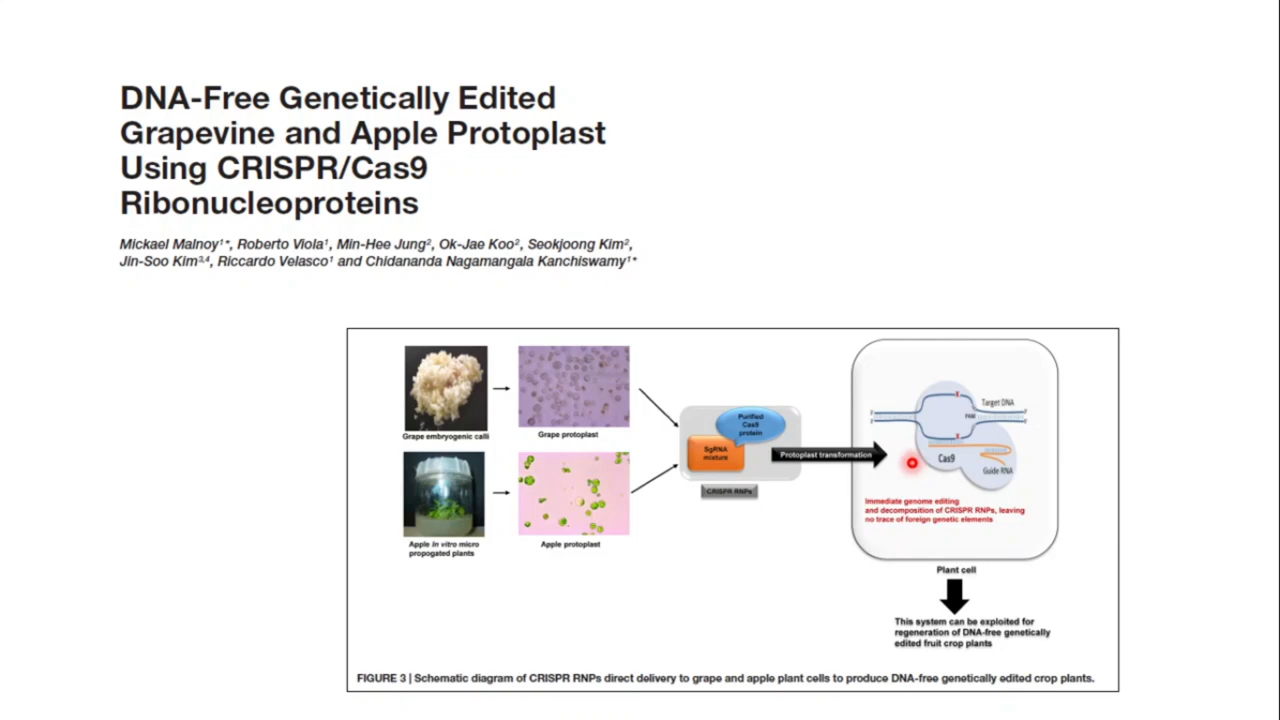 DNA-Free Genetically Edited
Grapevine and Apple Protoplast
Using CRISPR/Cas9
Ribonucleoproteins
Mickael Malnoy1*, Roberto Viola1, Min-Hee Jung2, Ok-Jae Koo2, Seokjoong Kim2,
Jin-Soo Kim3,4, Riccardo Velasco1 and Chidananda Nagamangala Kanchiswamy1*
Grape embryogenic calli
Grape protoplast
Apple In vitro micro
propogated plants
Apple protoplast
Purified
Cas9
protein
SgRNA
mixture
CRISPR RNPs
Protoplast transformation
Target DNA
PAM
Cas9
Guide RNA
Immediate genome editing
and decomposition of CRISPR RNPs, leaving
no trace of foreign genetic elements
Plant cell
This system can be exploited for
regeneration of DNA-free genetically
edited fruit crop plants
FIGURE 3 | Schematic diagram of CRISPR RNPs direct delivery to grape and apple plant cells to produce DNA-free genetically edited crop plants.